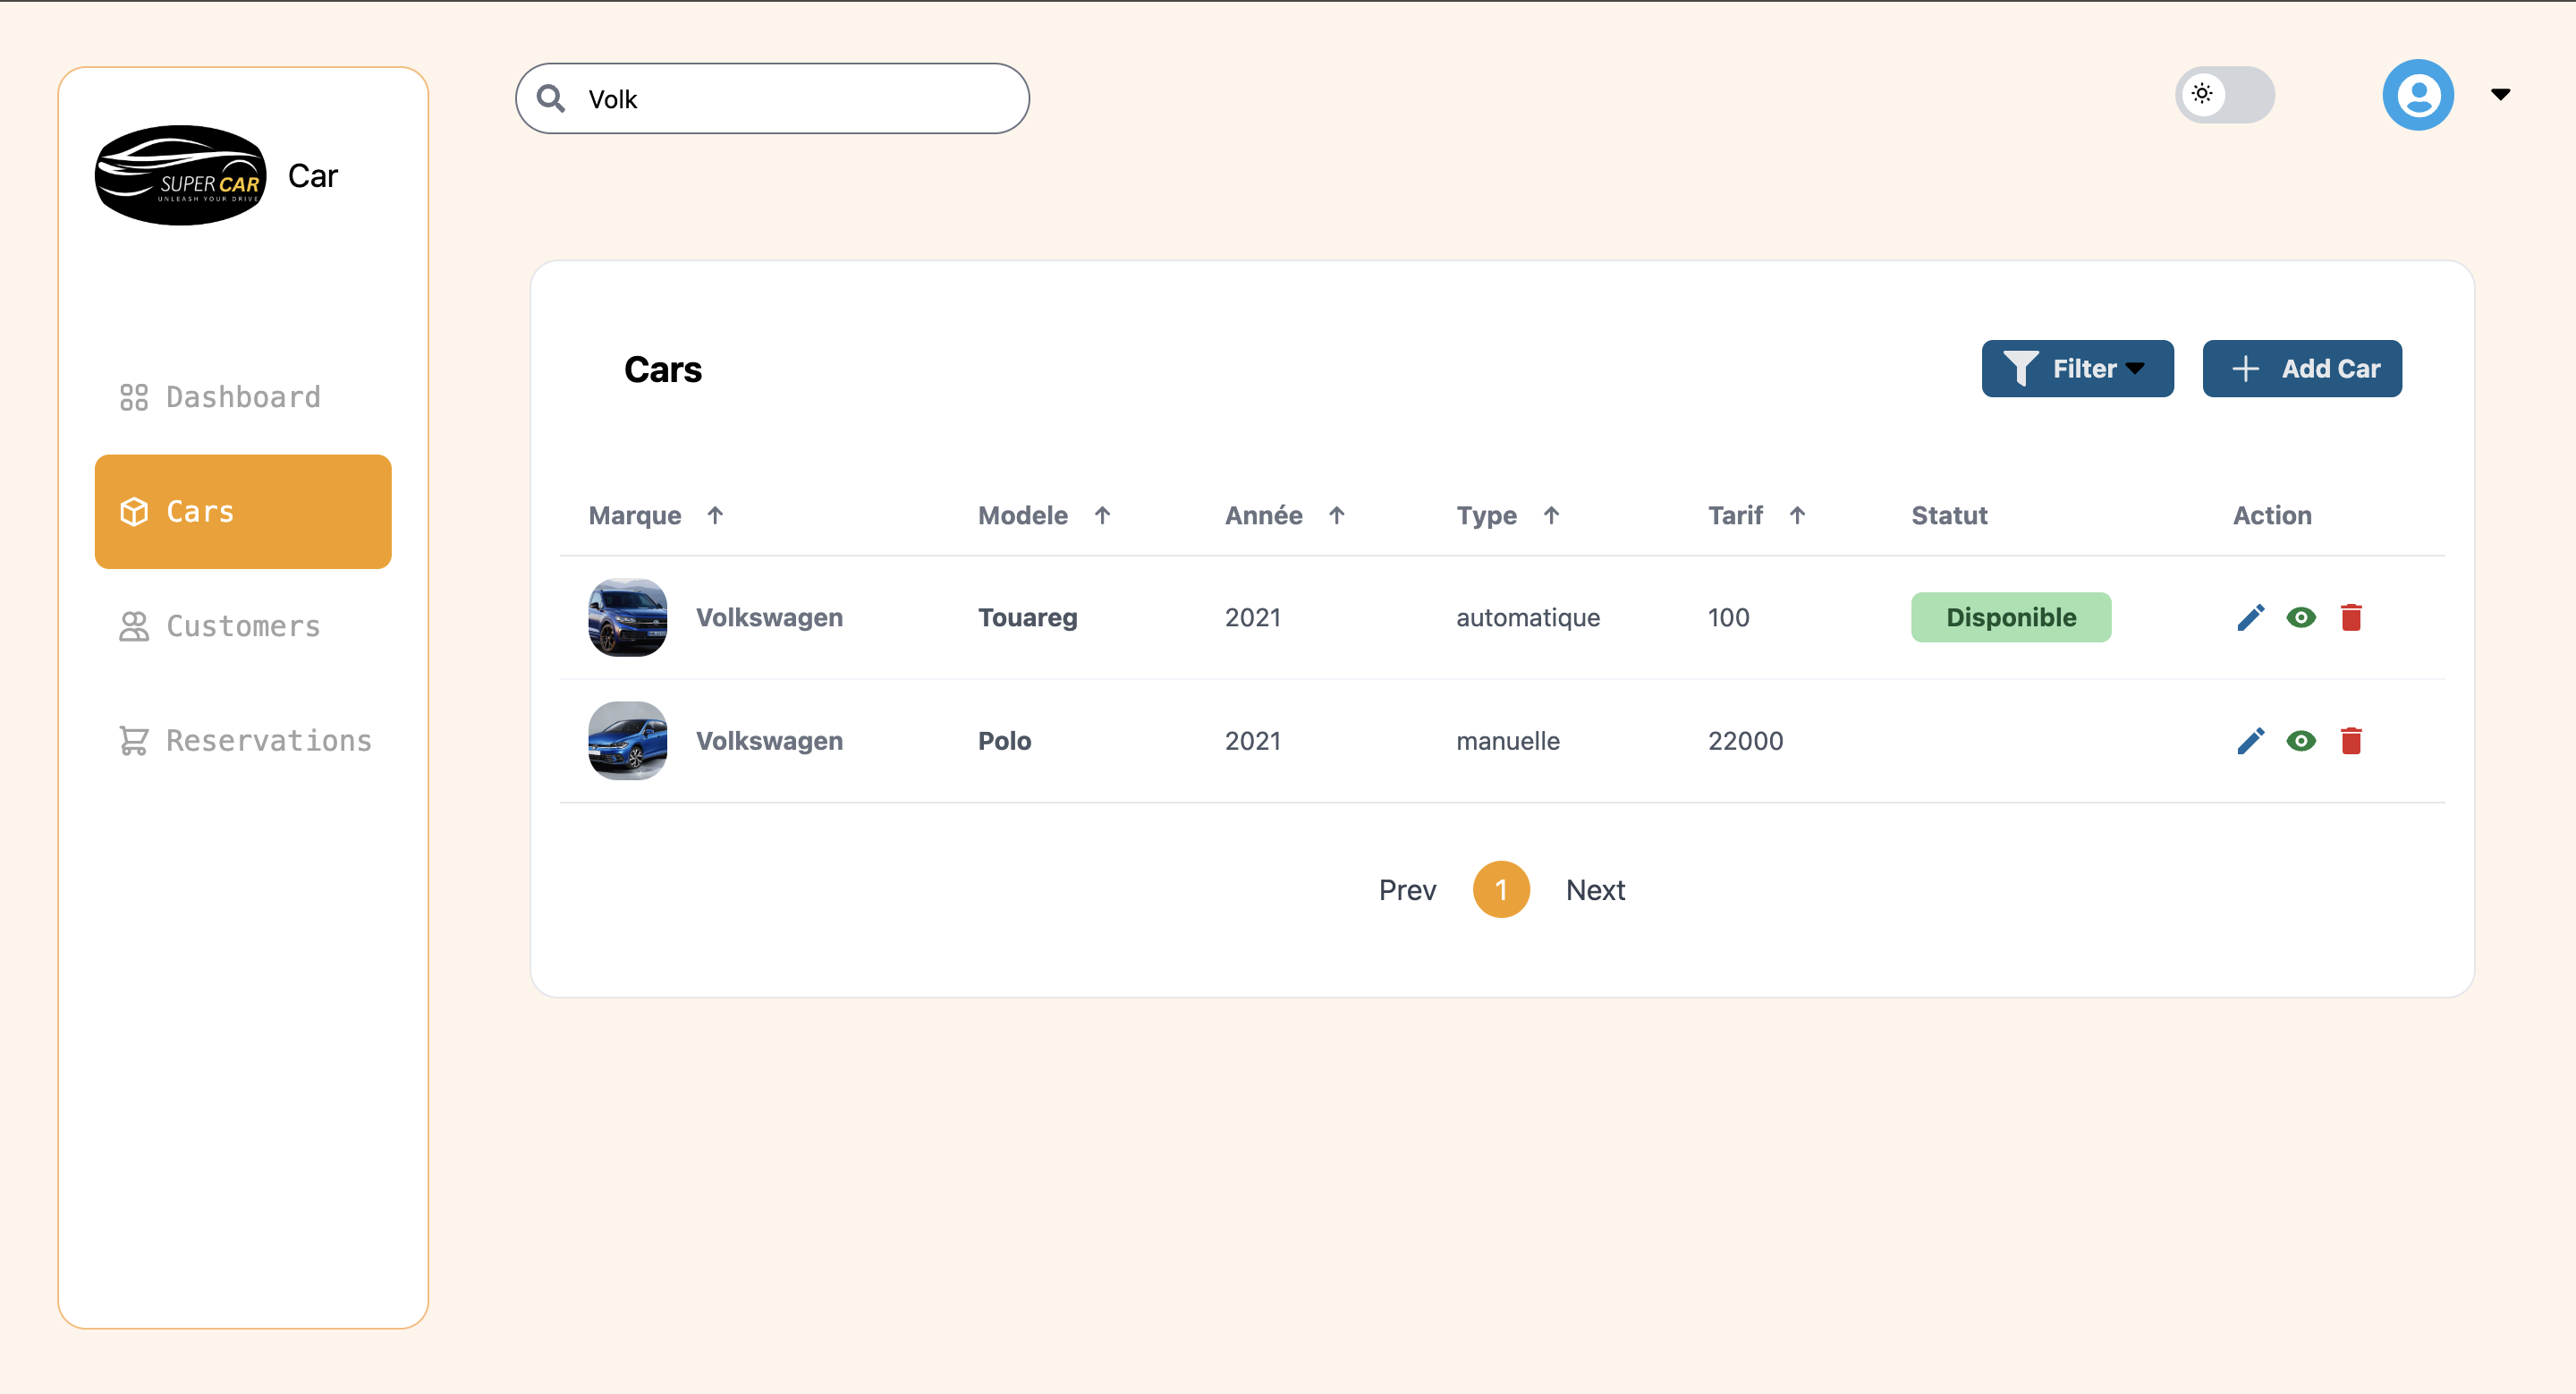 Volk
SUPER CAR
UNLEASH YOUR DRIVE
Car
Dashboard
Cars
Customers
Reservations
Cars
Filter
Add Car
Marque Modele Année Type Tarif Statut Action
Volkswagen Touareg 2021 automatique 100 Disponible
Volkswagen Polo 2021 manuelle 22000
Prev 1 Next